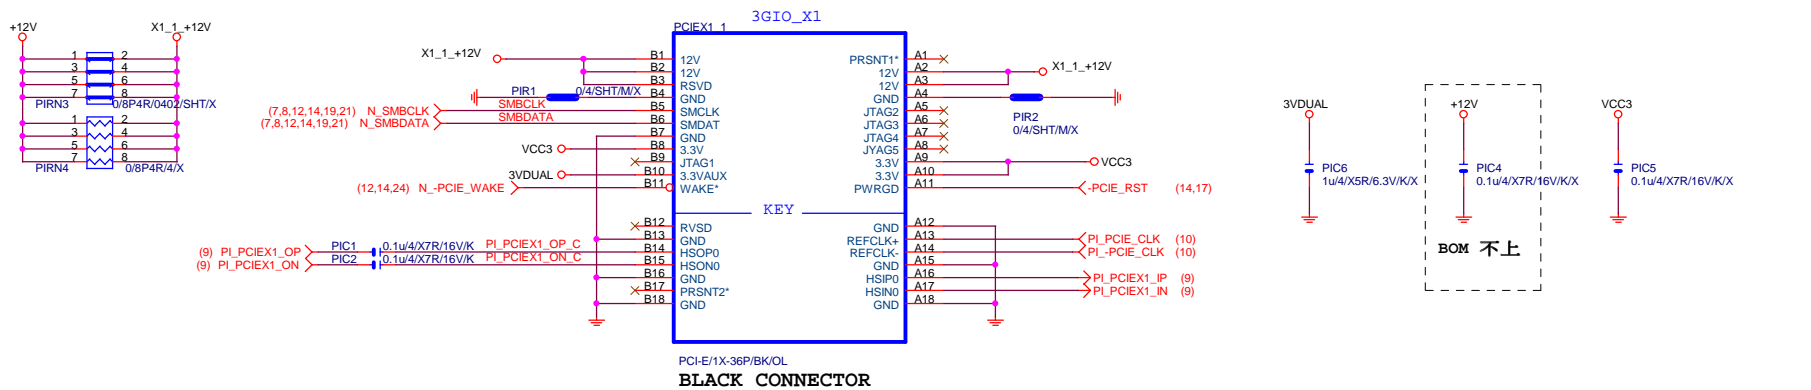 3GIO_X1
PCIEX1_1
+12V
X1_1_+12V
1 2
3 4
5 6
7 8
PIRN3 0/8P4R/0402/SHT/X
1 2
3 4
5 6
7 8
PIRN4 0/8P4R/4/X
X1_1_+12V
B1 12V
B2 12V
B3 RSVD
PIR1 0/4/SHT/M/X
B4 GND
(7,8,12,14,19,21) N_SMBCLK SMBCLK B5 SMCLK
(7,8,12,14,19,21) N_SMBDATA SMBDATA B6 SMDAT
B7 GND
VCC3 B8 3.3V
B9 JTAG1
3VDUAL B10 3.3VAUX
(12,14,24) N_-PCIE_WAKE B11 WAKE*
KEY
B12 RVSD
B13 GND
(9) PI_PCIEX1_OP PIC1 0.1u/4/X7R/16V/K PI_PCIEX1_OP_C B14 HSOP0
(9) PI_PCIEX1_ON PIC2 0.1u/4/X7R/16V/K PI_PCIEX1_ON_C B15 HSON0
B16 GND
B17 PRSNT2*
B18 GND
PRSNT1* A1
12V A2
X1_1_+12V
12V A3
GND A4
PIR2
0/4/SHT/M/X
JTAG2 A5
JTAG3 A6
JTAG4 A7
JYAG5 A8
3.3V A9 VCC3
3.3V A10
PWRGD A11 -PCIE_RST (14,17)
GND A12
REFCLK+ A13 PI_PCIE_CLK (10)
REFCLK- A14 PI_-PCIE_CLK (10)
GND A15
HSIP0 A16 PI_PCIEX1_IP (9)
HSIN0 A17 PI_PCIEX1_IN (9)
GND A18
PCI-E/1X-36P/BK/OL
BLACK CONNECTOR
3VDUAL
PIC6
1u/4/X5R/6.3V/K/X
+12V
PIC4
0.1u/4/X7R/16V/K/X
BOM 不上
VCC3
PIC5
0.1u/4/X7R/16V/K/X